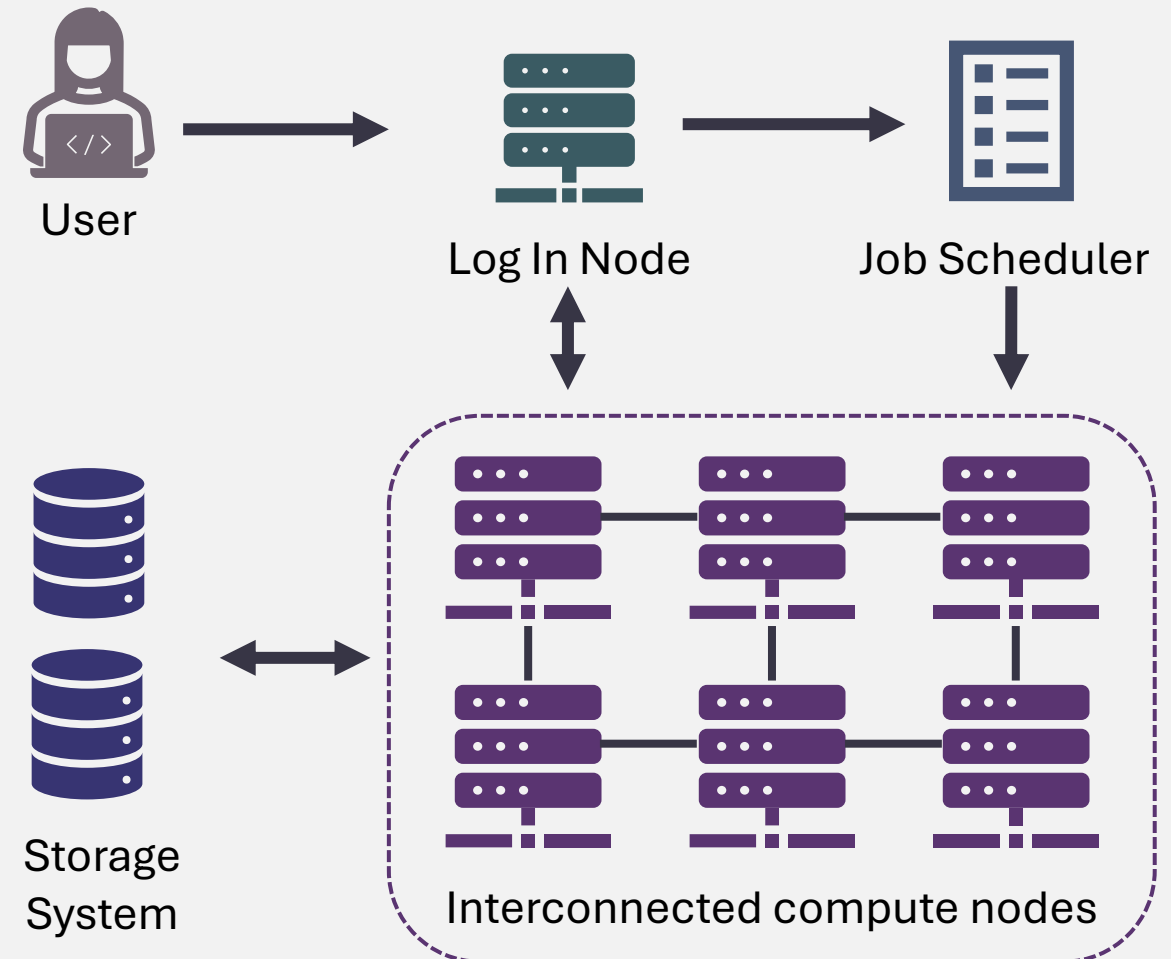 </>
User
Log In Node
Job Scheduler
Storage
System
Interconnected compute nodes